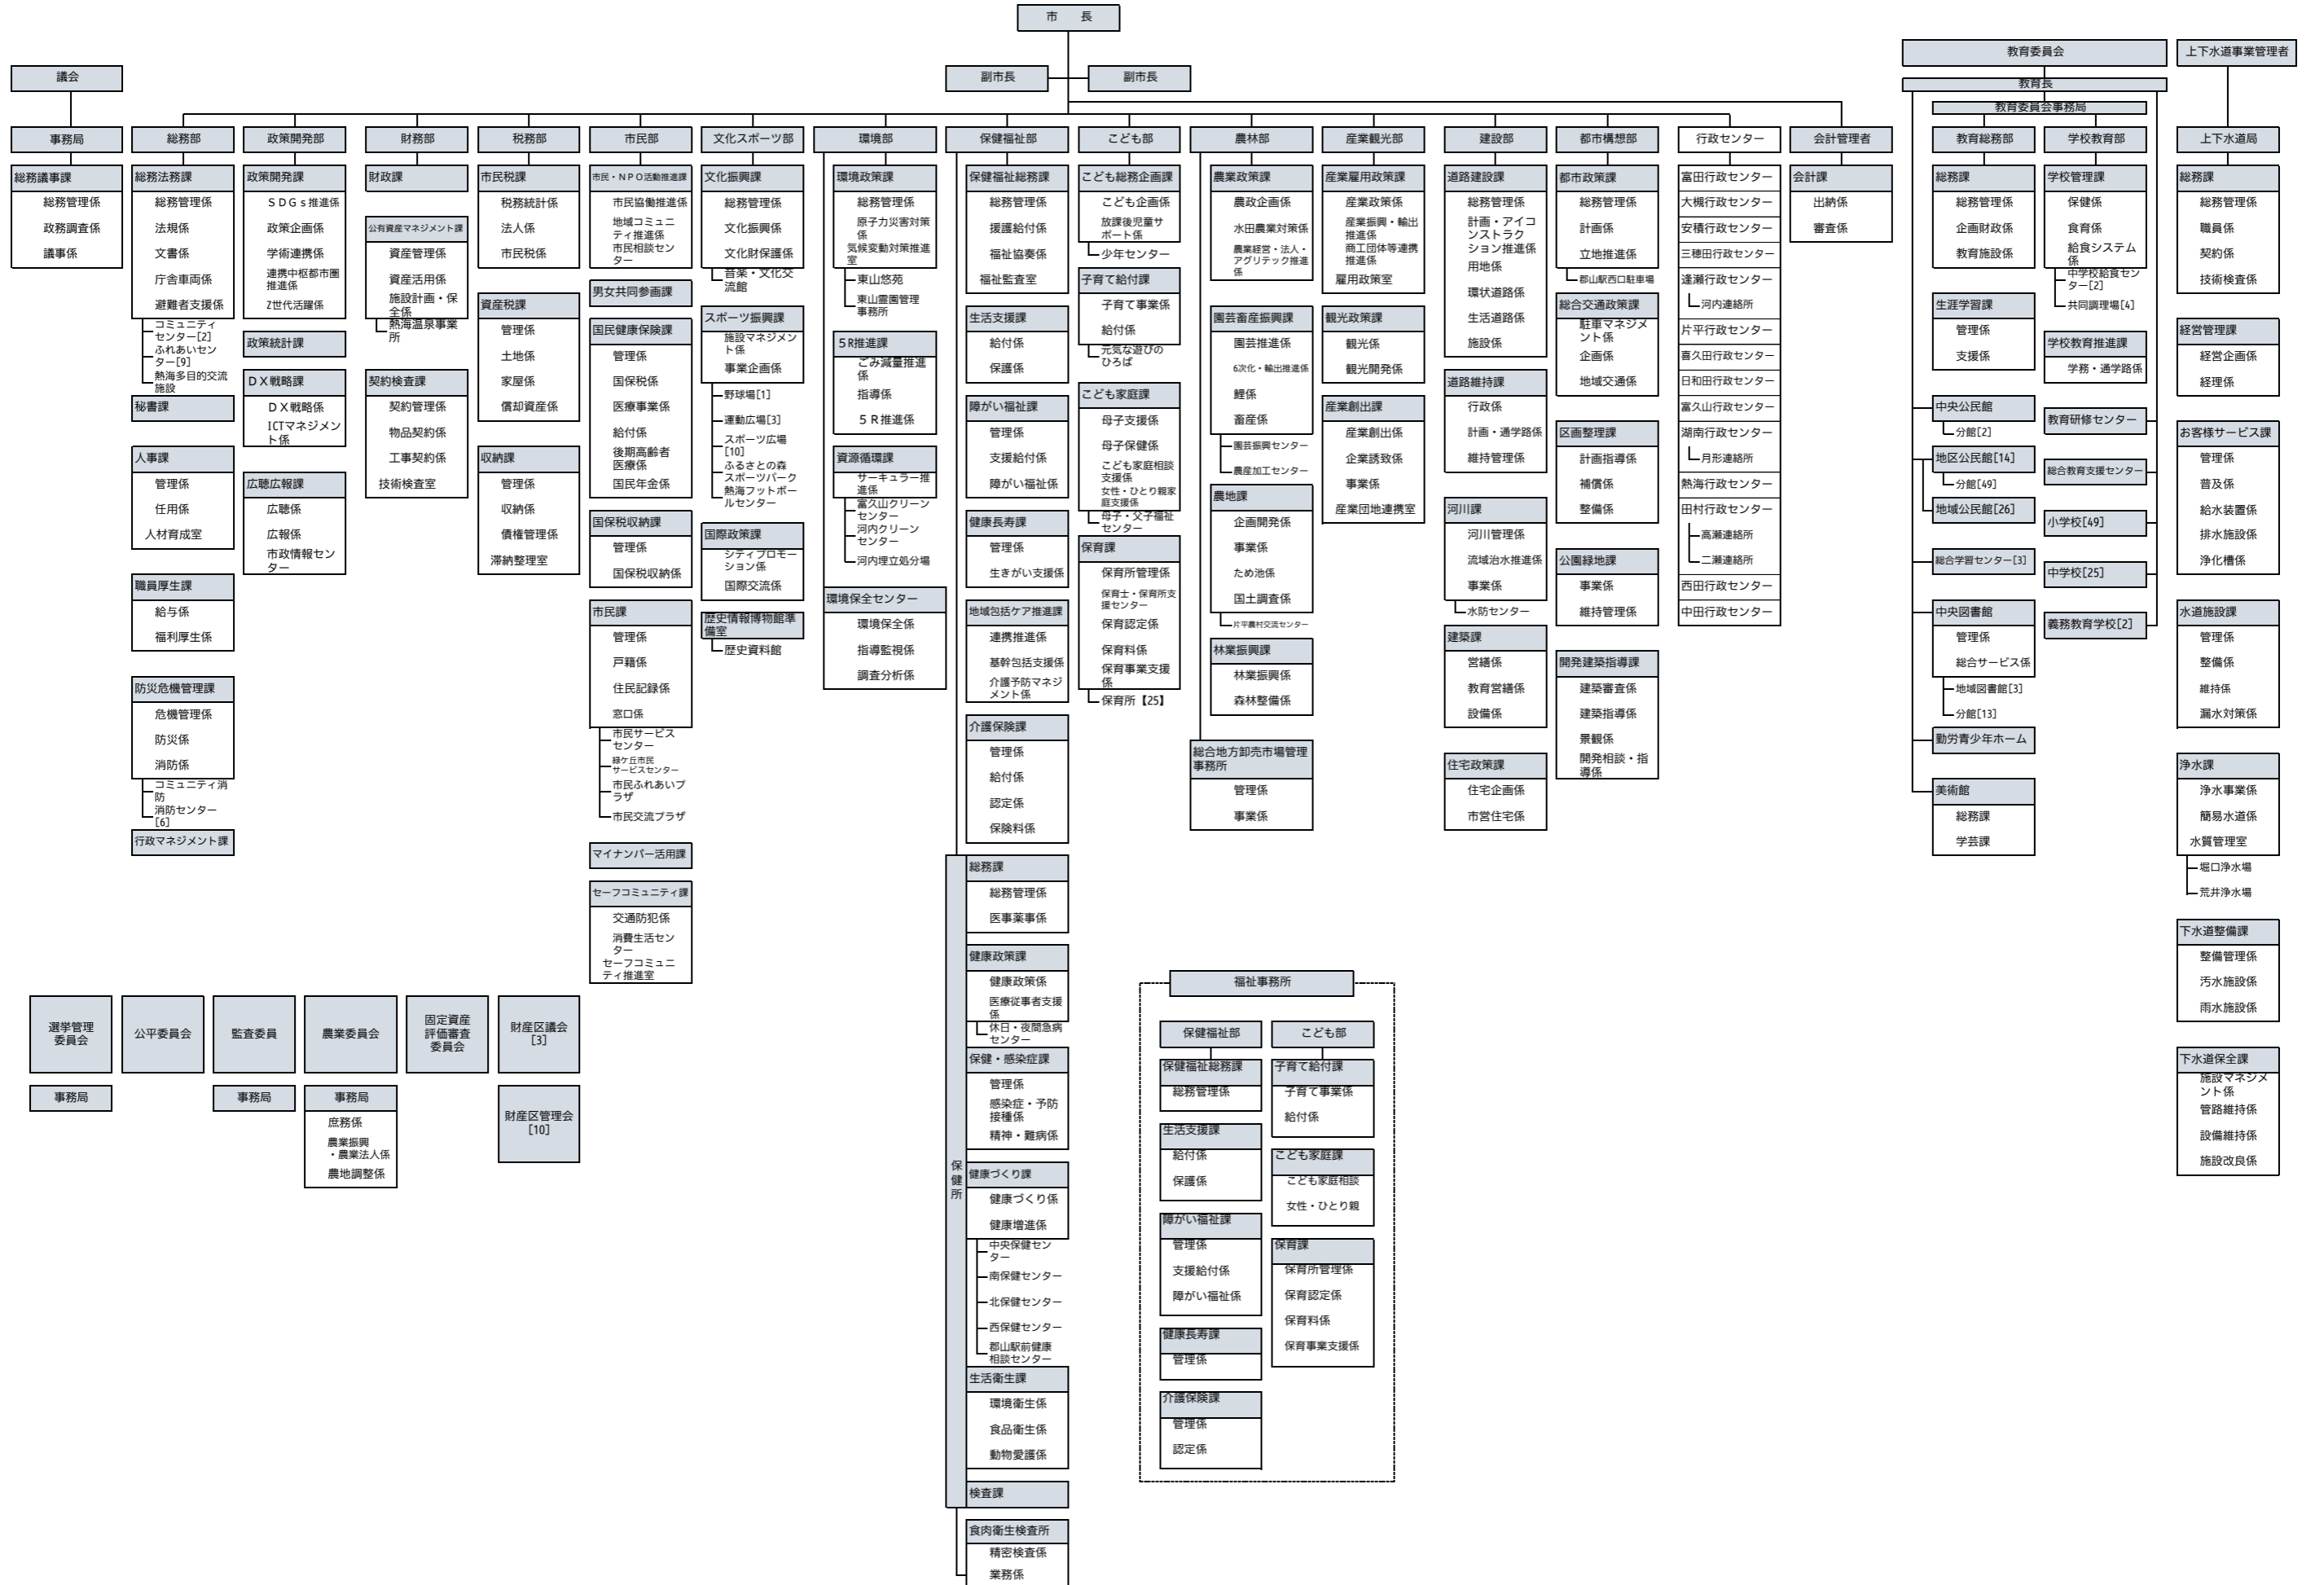 市　長
副市長
副市長
議会
事務局
総務議事課
総務管理係
政務調査係
議事係
総務部
総務法務課
総務管理係
法規係
文書係
庁舎車両係
避難者支援係
コミュニティ
センター[2]
ふれあいセン
ター[9]
熱海多目的交流
施設
秘書課
人事課
管理係
任用係
人材育成室
職員厚生課
給与係
福利厚生係
防災危機管理課
危機管理係
防災係
消防係
コミュニティ消
防
消防センター
[6]
行政マネジメント課
政策開発部
政策開発課
ＳＤＧｓ推進係
政策企画係
学術連携係
連携中枢都市圏
推進係
Z世代活躍係
政策統計課
ＤＸ戦略課
ＤＸ戦略係
ICTマネジメン
ト係
広聴広報課
広聴係
広報係
市政情報セン
ター
財務部
財政課
公有資産マネジメント課
資産管理係
資産活用係
施設計画・保
全係
熱海温泉事業
所
契約検査課
契約管理係
物品契約係
工事契約係
技術検査室
税務部
市民税課
税務統計係
法人係
市民税係
資産税課
管理係
土地係
家屋係
償却資産係
収納課
管理係
収納係
債権管理係
滞納整理室
市民部
市民・ＮＰＯ活動推進課
市民協働推進係
地域コミュニ
ティ推進係
市民相談セン
ター
男女共同参画課
国民健康保険課
管理係
国保税係
医療事業係
給付係
後期高齢者
医療係
国民年金係
国保税収納課
管理係
国保税収納係
市民課
管理係
戸籍係
住民記録係
窓口係
市民サービス
センター
緑ケ丘市民
サービスセンター
市民ふれあいプ
ラザ
市民交流プラザ
マイナンバー活用課
セーフコミュニティ課
交通防犯係
消費生活セン
ター
セーフコミュニ
ティ推進室
文化スポーツ部
文化振興課
総務管理係
文化振興係
文化財保護係
音楽・文化交
流館
スポーツ振興課
施設マネジメン
ト係
事業企画係
野球場[1]
運動広場[3]
スポーツ広場
[10]
ふるさとの森
スポーツパーク
熱海フットボー
ルセンター
国際政策課
シティプロモー
ション係
国際交流係
歴史情報博物館準
備室
歴史資料館
環境部
環境政策課
総務管理係
原子力災害対策
係
気候変動対策推進
室
東山悠苑
東山霊園管理
事務所
５R推進課
ごみ減量推進
係
指導係
５Ｒ推進係
資源循環課
サーキュラー推
進係
富久山クリーン
センター
河内クリーン
センター
河内埋立処分場
環境保全センター
環境保全係
指導監視係
調査分析係
保健福祉部
保健福祉総務課
総務管理係
援護給付係
福祉協奏係
福祉監査室
生活支援課
給付係
保護係
障がい福祉課
管理係
支援給付係
障がい福祉係
健康長寿課
管理係
生きがい支援係
地域包括ケア推進課
連携推進係
基幹包括支援係
介護予防マネジ
メント係
介護保険課
管理係
給付係
認定係
保険料係
保健所
総務課
総務管理係
医事薬事係
健康政策課
健康政策係
医療従事者支援
係
休日・夜間急病
センター
保健・感染症課
管理係
感染症・予防
接種係
精神・難病係
健康づくり課
健康づくり係
健康増進係
中央保健セン
ター
南保健センター
北保健センター
西保健センター
郡山駅前健康
相談センター
生活衛生課
環境衛生係
食品衛生係
動物愛護係
検査課
食肉衛生検査所
精密検査係
業務係
こども部
こども総務企画課
こども企画係
放課後児童サ
ポート係
少年センター
子育て給付課
子育て事業係
給付係
元気な遊びの
ひろば
こども家庭課
母子支援係
母子保健係
こども家庭相談
支援係
女性・ひとり親家
庭支援係
母子・父子福祉
センター
保育課
保育所管理係
保育士・保育所支
援センター
保育認定係
保育料係
保育事業支援
係
保育所【25】
農林部
農業政策課
農政企画係
水田農業対策係
農業経営・法人・
アグリテック推進
係
園芸畜産振興課
園芸推進係
6次化・輸出推進係
鯉係
畜産係
園芸振興センター
農産加工センター
農地課
企画開発係
事業係
ため池係
国土調査係
片平農村交流センター
林業振興課
林業振興係
森林整備係
総合地方卸売市場管理
事務所
管理係
事業係
産業観光部
産業雇用政策課
産業政策係
産業振興・輸出
推進係
商工団体等連携
推進係
雇用政策室
観光政策課
観光係
観光開発係
産業創出課
産業創出係
企業誘致係
事業係
産業団地連携室
建設部
道路建設課
総務管理係
計画・アイコ
ンストラク
ション推進係
用地係
環状道路係
生活道路係
施設係
道路維持課
行政係
計画・通学路係
維持管理係
河川課
河川管理係
流域治水推進係
事業係
水防センター
建築課
営繕係
教育営繕係
設備係
住宅政策課
住宅企画係
市営住宅係
都市構想部
都市政策課
総務管理係
計画係
立地推進係
郡山駅西口駐車場
総合交通政策課
駐車マネジメ
ント係
企画係
地域交通係
区画整理課
計画指導係
補償係
整備係
公園緑地課
事業係
維持管理係
開発建築指導課
建築審査係
建築指導係
景観係
開発相談・指
導係
行政センター
富田行政センター
大槻行政センター
安積行政センター
三穂田行政センター
逢瀬行政センター
河内連絡所
片平行政センター
喜久田行政センター
日和田行政センター
富久山行政センター
湖南行政センター
月形連絡所
熱海行政センター
田村行政センター
高瀬連絡所
二瀬連絡所
西田行政センター
中田行政センター
会計管理者
会計課
出納係
審査係
教育委員会
教育長
教育委員会事務局
教育総務部
総務課
総務管理係
企画財政係
教育施設係
生涯学習課
管理係
支援係
中央公民館
分館[2]
地区公民館[14]
分館[49]
地域公民館[26]
総合学習センター[3]
中央図書館
管理係
総合サービス係
地域図書館[3]
分館[13]
勤労青少年ホーム
美術館
総務課
学芸課
学校教育部
学校管理課
保健係
食育係
給食システム
係
中学校給食セン
ター[2]
共同調理場[4]
学校教育推進課
学務・通学路係
教育研修センター
総合教育支援センター
小学校[49]
中学校[25]
義務教育学校[2]
上下水道事業管理者
上下水道局
総務課
総務管理係
職員係
契約係
技術検査係
経営管理課
経営企画係
経理係
お客様サービス課
管理係
普及係
給水装置係
排水施設係
浄化槽係
水道施設課
管理係
整備係
維持係
漏水対策係
浄水課
浄水事業係
簡易水道係
水質管理室
堀口浄水場
荒井浄水場
下水道整備課
整備管理係
汚水施設係
雨水施設係
下水道保全課
施設マネジメ
ント係
管路維持係
設備維持係
施設改良係
選挙管理
委員会
事務局
公平委員会
監査委員
事務局
農業委員会
事務局
庶務係
農業振興
・農業法人係
農地調整係
固定資産
評価審査
委員会
財産区議会
[3]
財産区管理会
[10]
福祉事務所
保健福祉部
保健福祉総務課
総務管理係
生活支援課
給付係
保護係
障がい福祉課
管理係
支援給付係
障がい福祉係
健康長寿課
管理係
介護保険課
管理係
認定係
こども部
子育て給付課
子育て事業係
給付係
こども家庭課
こども家庭相談
女性・ひとり親
保育課
保育所管理係
保育認定係
保育料係
保育事業支援係